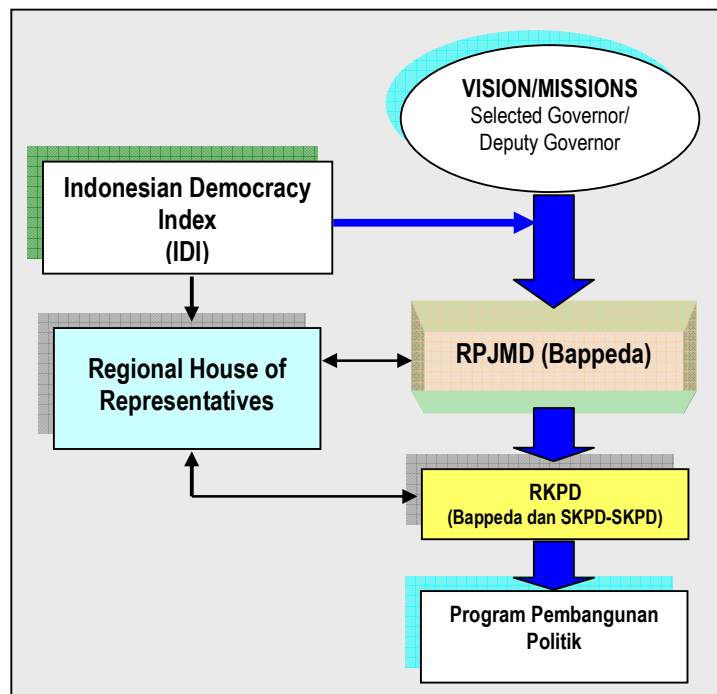 VISION/MISSIONS
Selected Governor/
Deputy Governor
Indonesian Democracy
Index
(IDI)
RPJMD (Bappeda)
Regional House of
Representatives
RKPD
(Bappeda dan SKPD-SKPD)
Program Pembangunan
Politik